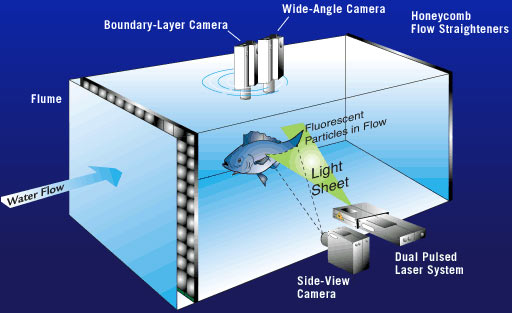 Wide-Angle Camera
Boundary-Layer Camera
Honeycomb
Flow Straighteners
Flume
Fluorescent
Particles in Flow
Light
Sheet
Water Flow
Dual Pulsed
Laser System
Side-View
Camera